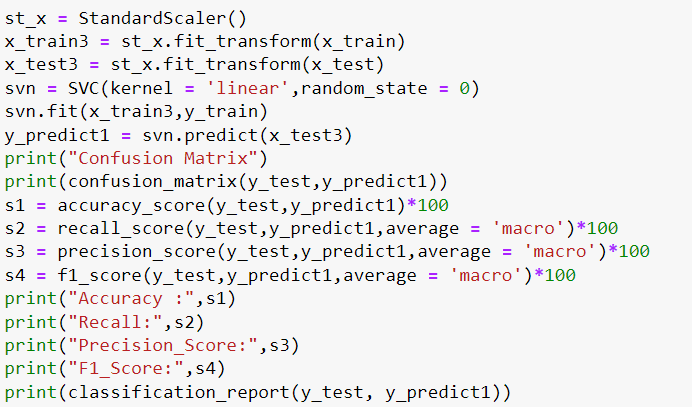 st_x = StandardScaler()
x_train3 = st_x.fit_transform(x_train)
x_test3 = st_x.fit_transform(x_test)
svn = SVC(kernel = 'linear',random_state = 0)
svn.fit(x_train3,y_train)
y_predict1 = svn.predict(x_test3)
print("Confusion Matrix")
print(confusion_matrix(y_test,y_predict1))
s1 = accuracy_score(y_test,y_predict1)*100
s2 = recall_score(y_test,y_predict1,average = 'macro')*100
s3 = precision_score(y_test,y_predict1,average = 'macro')*100
s4 = f1_score(y_test,y_predict1,average = 'macro')*100
print("Accuracy :",s1)
print("Recall:",s2)
print("Precision_Score:",s3)
print("F1_Score:",s4)
print(classification_report(y_test, y_predict1))